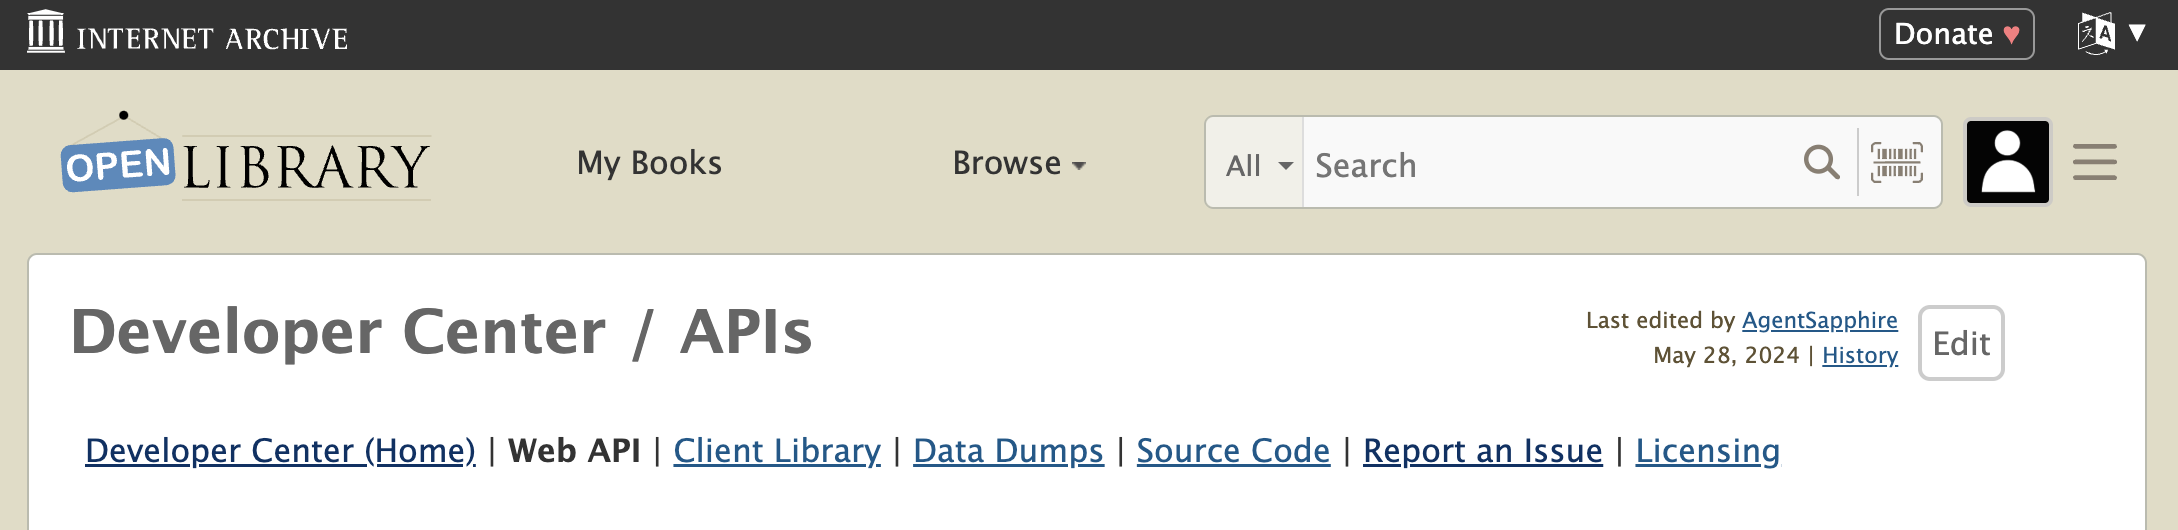 INTERNET ARCHIVE
Donate ♥
OPEN LIBRARY
My Books
Browse
All
Search
Developer Center / APIs
Last edited by AgentSapphire
May 28, 2024 | History
Edit
Developer Center (Home) | Web API | Client Library | Data Dumps | Source Code | Report an Issue | Licensing